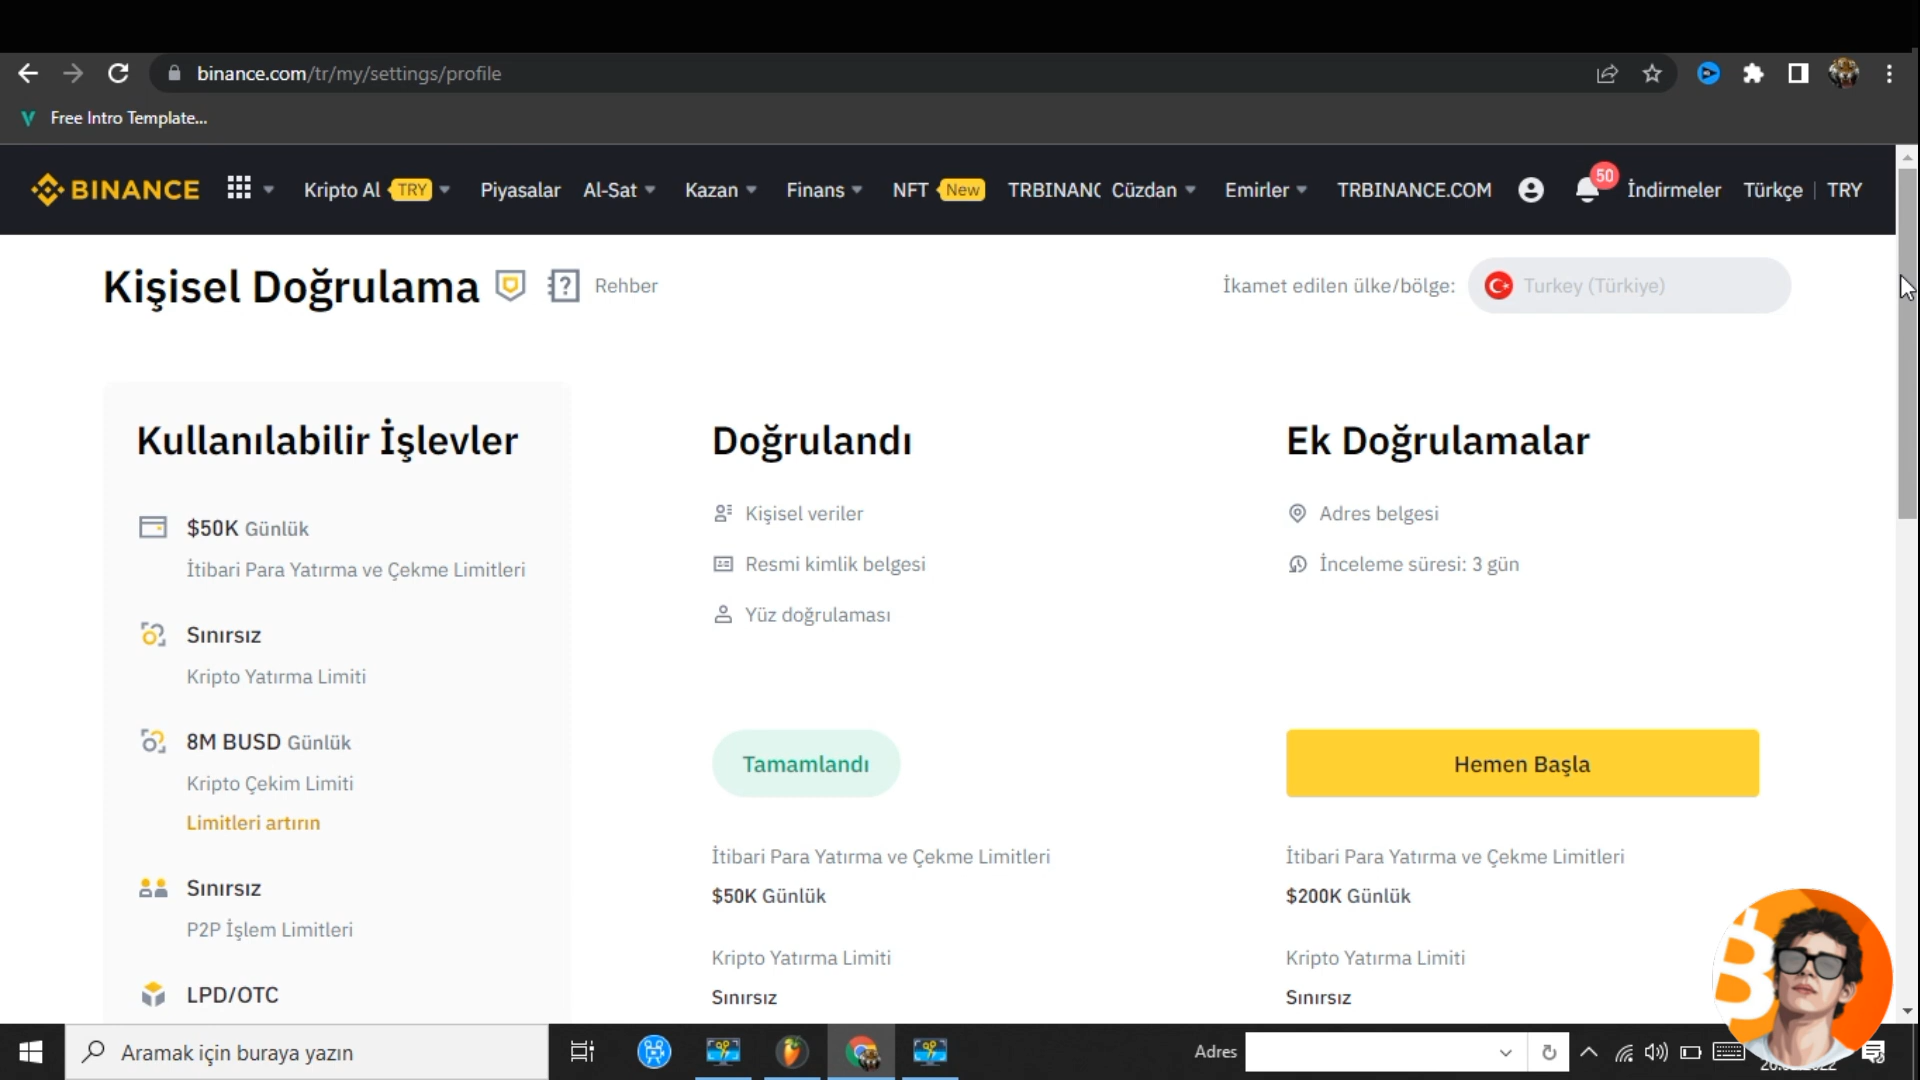 binance.com/tr/my/settings/profile
Free Intro Template...
BINANCE Kripto Al TRY Piyasalar Al-Sat Kazan Finans NFT New TRBINANC Cüzdan Emirler TRBINANCE.COM 50 İndirmeler Türkçe | TRY
Kişisel Doğrulama Rehber
İkamet edilen ülke/bölge: Turkey (Türkiye)
Kullanılabilir İşlevler
$50K Günlük
İtibari Para Yatırma ve Çekme Limitleri
Sınırsız
Kripto Yatırma Limiti
8M BUSD Günlük
Kripto Çekim Limiti
Limitleri artırın
Sınırsız
P2P İşlem Limitleri
LPD/OTC
Doğrulandı
Kişisel veriler
Resmi kimlik belgesi
Yüz doğrulaması
Tamamlandı
İtibari Para Yatırma ve Çekme Limitleri
$50K Günlük
Kripto Yatırma Limiti
Sınırsız
Ek Doğrulamalar
Adres belgesi
İnceleme süresi: 3 gün
Hemen Başla
İtibari Para Yatırma ve Çekme Limitleri
$200K Günlük
Kripto Yatırma Limiti
Sınırsız
Aramak için buraya yazın
Adres